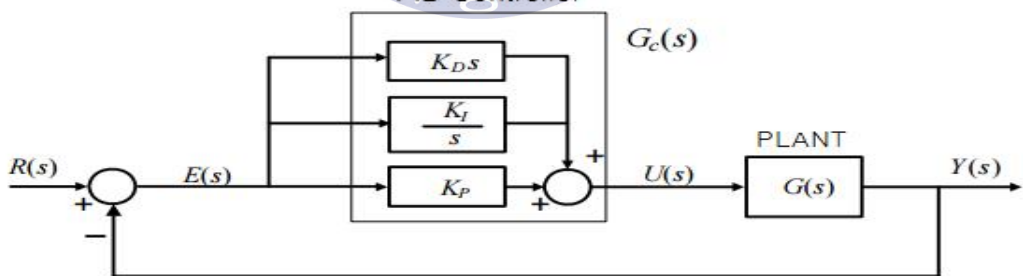 G_c(s)
K_D s
K_I
s
PLANT
R(s)
E(s)
K_P
U(s)
G(s)
Y(s)
+
+
+
−